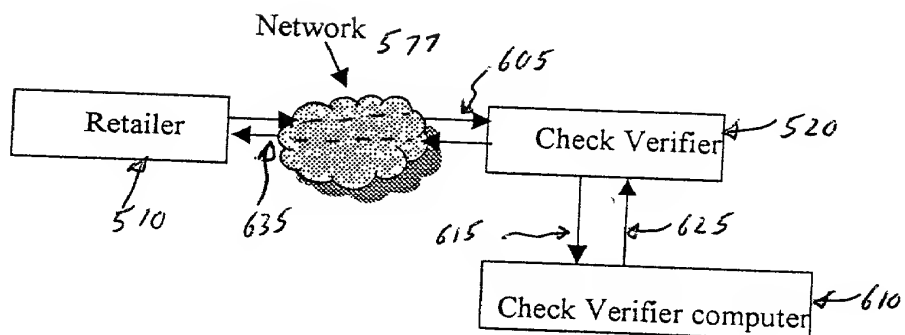 Network 577
605
Retailer
Check Verifier
520
510
635
615
625
Check Verifier computer
610